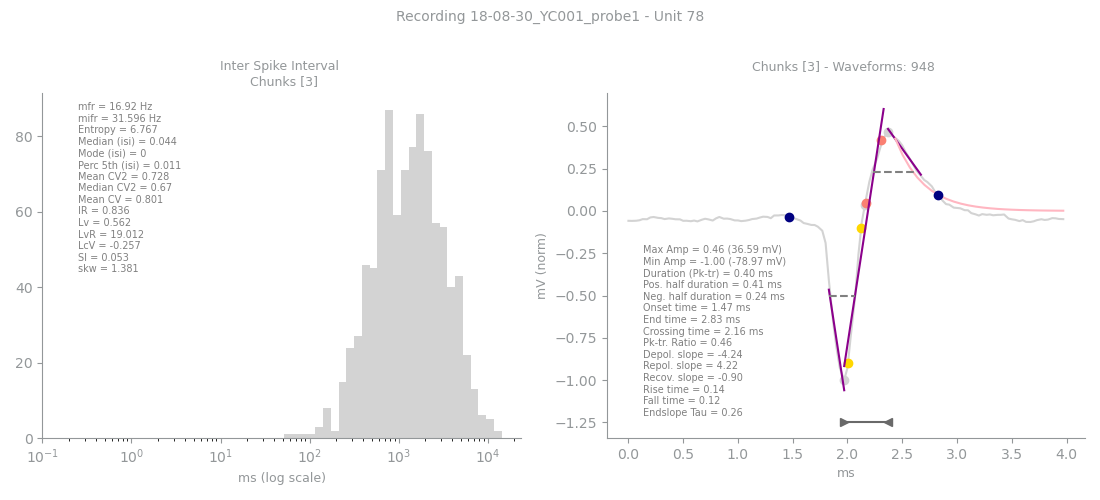 Recording 18-08-30_YC001_probe1 - Unit 78
Inter Spike Interval
Chunks [3]
mfr = 16.92 Hz
mifr = 31.596 Hz
Entropy = 6.767
Median (isi) = 0.044
Mode (isi) = 0
Perc 5th (isi) = 0.011
Mean CV2 = 0.728
Median CV2 = 0.67
Mean CV = 0.801
IR = 0.836
Lv = 0.562
LvR = 19.012
LcV = -0.257
SI = 0.053
skw = 1.381
80
60
40
20
0
10⁻¹ 10⁰ 10¹ 10² 10³ 10⁴
ms (log scale)
Chunks [3] - Waveforms: 948
mV (norm)
0.50
0.25
0.00
−0.25
−0.50
−0.75
−1.00
−1.25
Max Amp = 0.46 (36.59 mV)
Min Amp = -1.00 (-78.97 mV)
Duration (Pk-tr) = 0.40 ms
Pos. half duration = 0.41 ms
Neg. half duration = 0.24 ms
Onset time = 1.47 ms
End time = 2.83 ms
Crossing time = 2.16 ms
Pk-tr. Ratio = 0.46
Depol. slope = -4.24
Repol. slope = 4.22
Recov. slope = -0.90
Rise time = 0.14
Fall time = 0.12
Endslope Tau = 0.26
0.0 0.5 1.0 1.5 2.0 2.5 3.0 3.5 4.0
ms